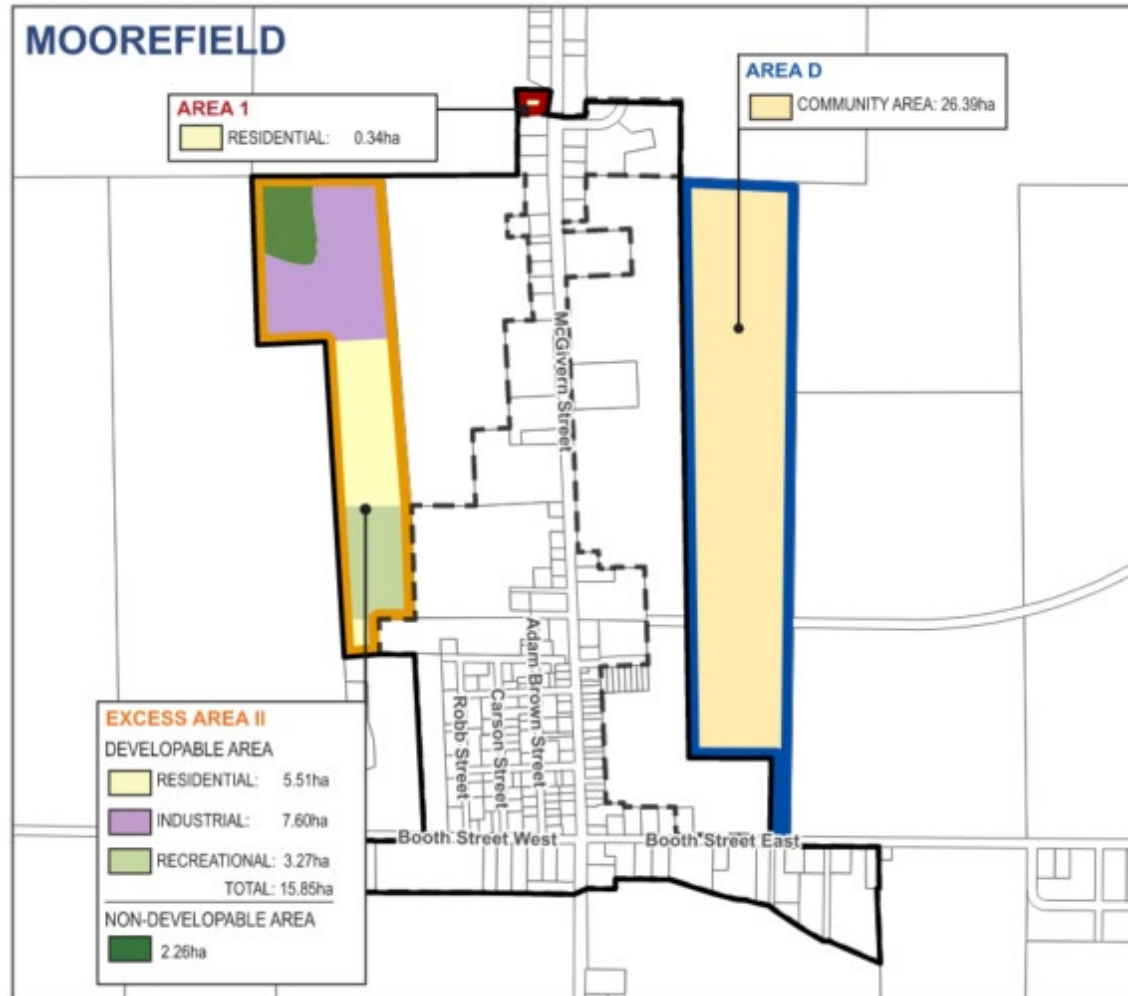 MOOREFIELD
AREA 1
RESIDENTIAL: 0.34ha
AREA D
COMMUNITY AREA: 26.39ha
McGivern Street
Adam Brown Street
Carson Street
Robb Street
Booth Street West
Booth Street East
EXCESS AREA II
DEVELOPABLE AREA
RESIDENTIAL: 5.51ha
INDUSTRIAL: 7.60ha
RECREATIONAL: 3.27ha
TOTAL: 15.85ha
NON-DEVELOPABLE AREA
2.26ha